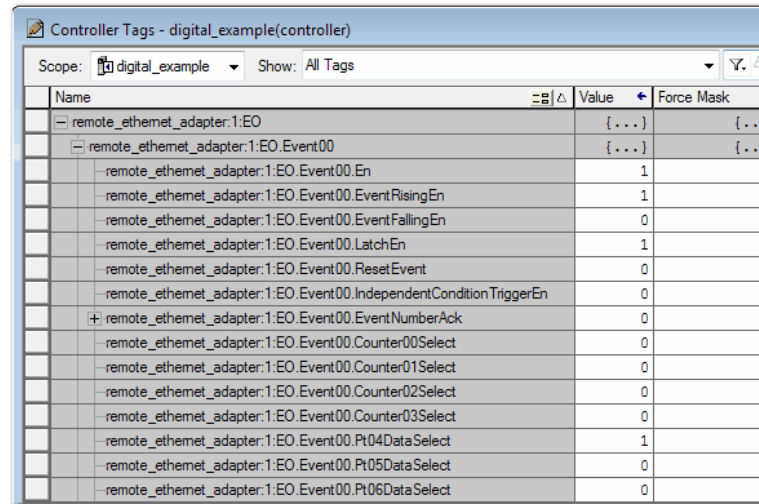 Controller Tags - digital_example(controller)
Scope: digital_example Show: All Tags
Name Value Force Mask
remote_ethernet_adapter:1:EO {...} {..
remote_ethernet_adapter:1:EO.Event00 {...} {..
remote_ethernet_adapter:1:EO.Event00.En 1
remote_ethernet_adapter:1:EO.Event00.EventRisingEn 1
remote_ethernet_adapter:1:EO.Event00.EventFallingEn 0
remote_ethernet_adapter:1:EO.Event00.LatchEn 1
remote_ethernet_adapter:1:EO.Event00.ResetEvent 0
remote_ethernet_adapter:1:EO.Event00.IndependentConditionTriggerEn 0
remote_ethernet_adapter:1:EO.Event00.EventNumberAck 0
remote_ethernet_adapter:1:EO.Event00.Counter00Select 0
remote_ethernet_adapter:1:EO.Event00.Counter01Select 0
remote_ethernet_adapter:1:EO.Event00.Counter02Select 0
remote_ethernet_adapter:1:EO.Event00.Counter03Select 0
remote_ethernet_adapter:1:EO.Event00.Pt04DataSelect 1
remote_ethernet_adapter:1:EO.Event00.Pt05DataSelect 0
remote_ethernet_adapter:1:EO.Event00.Pt06DataSelect 0